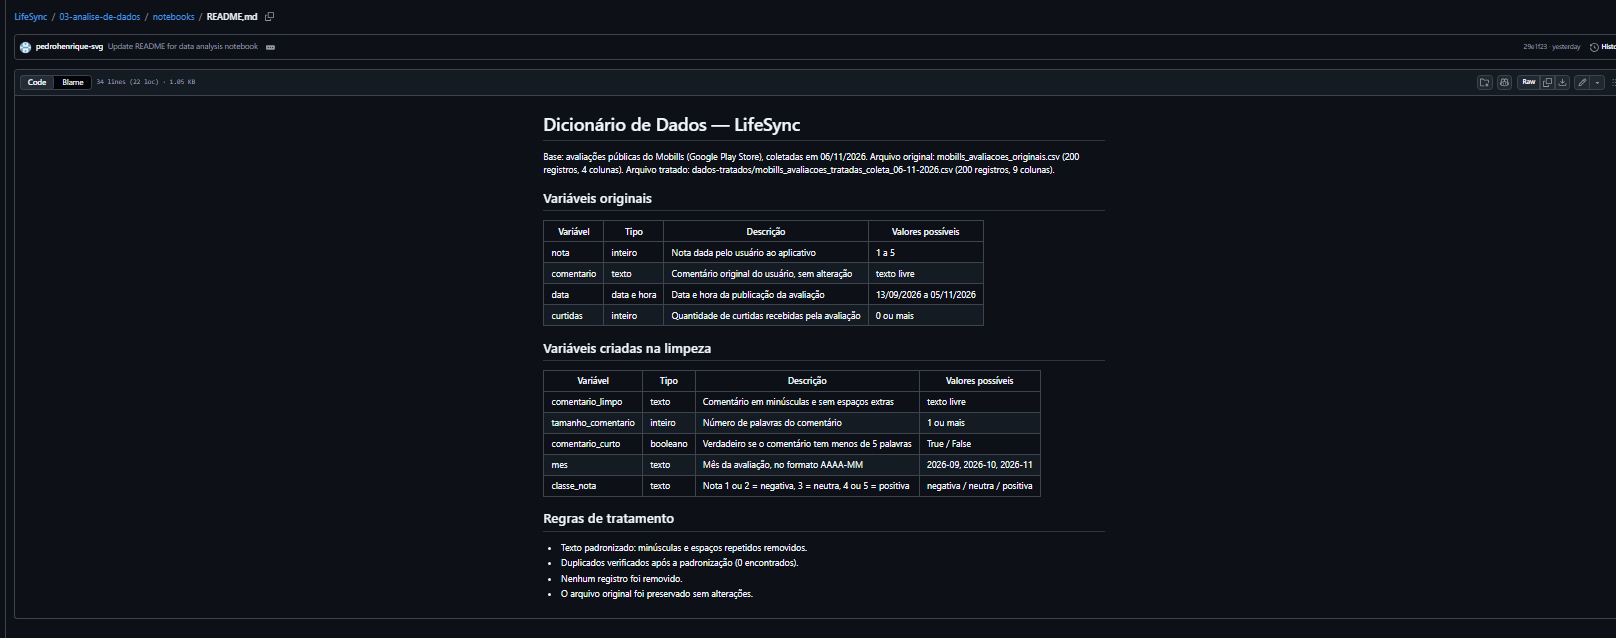 LifeSync / 03-analise-de-dados / notebooks / README.md
pedrohenrique-svg Update README for data analysis notebook
29e1f23 · yesterday
Code Blame 34 lines (22 loc) · 1.05 KB
Raw
Dicionário de Dados — LifeSync
Base: avaliações públicas do Mobills (Google Play Store), coletadas em 06/11/2026. Arquivo original: mobills_avaliacoes_originais.csv (200
registros, 4 colunas). Arquivo tratado: dados-tratados/mobills_avaliacoes_tratadas_coleta_06-11-2026.csv (200 registros, 9 colunas).
Variáveis originais
Variável Tipo Descrição Valores possíveis
nota inteiro Nota dada pelo usuário ao aplicativo 1 a 5
comentario texto Comentário original do usuário, sem alteração texto livre
data data e hora Data e hora da publicação da avaliação 13/09/2026 a 05/11/2026
curtidas inteiro Quantidade de curtidas recebidas pela avaliação 0 ou mais
Variáveis criadas na limpeza
Variável Tipo Descrição Valores possíveis
comentario_limpo texto Comentário em minúsculas e sem espaços extras texto livre
tamanho_comentario inteiro Número de palavras do comentário 1 ou mais
comentario_curto booleano Verdadeiro se o comentário tem menos de 5 palavras True / False
mes texto Mês da avaliação, no formato AAAA-MM 2026-09, 2026-10, 2026-11
classe_nota texto Nota 1 ou 2 = negativa, 3 = neutra, 4 ou 5 = positiva negativa / neutra / positiva
Regras de tratamento
• Texto padronizado: minúsculas e espaços repetidos removidos.
• Duplicados verificados após a padronização (0 encontrados).
• Nenhum registro foi removido.
• O arquivo original foi preservado sem alterações.